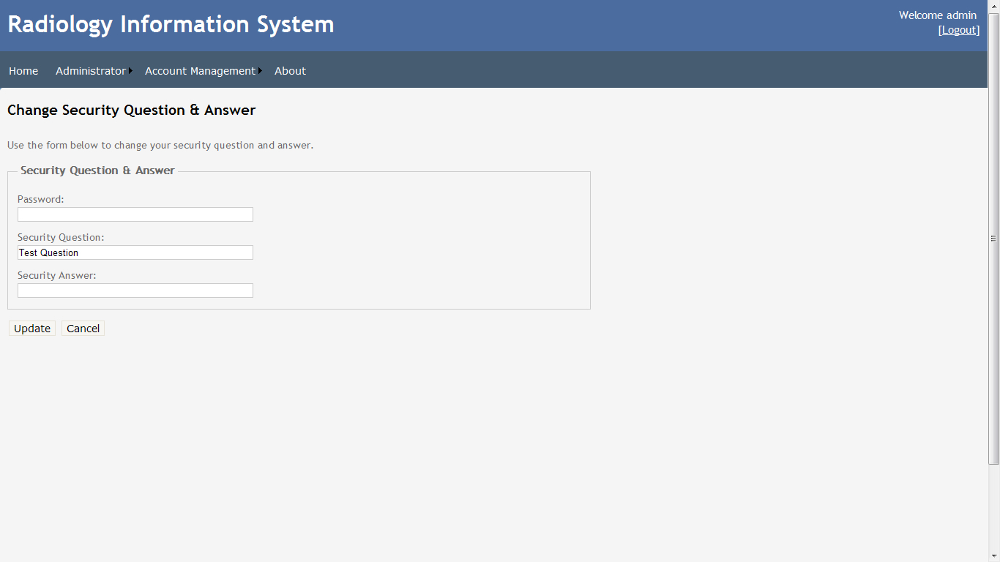 Radiology Information System
Welcome admin
[Logout]
Home Administrator Account Management About
Change Security Question & Answer
Use the form below to change your security question and answer.
Security Question & Answer
Password:
Security Question:
Test Question
Security Answer:
Update Cancel